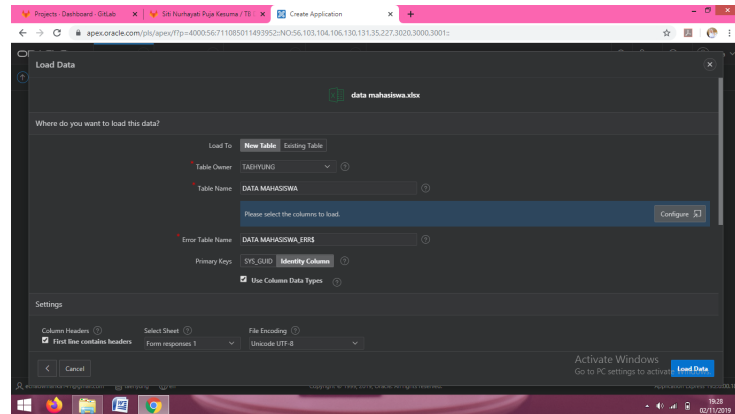 Projects · Dashboard · GitLab
Siti Nurhayati Puja Kesuma / TB
Create Application
apex.oracle.com/pls/apex/f?p=4000:56:711085011493952::NO:56,103,104,106,130,131,35,227,3020,3000,3001::
Load Data
data mahasiswa.xlsx
Where do you want to load this data?
Load To New Table Existing Table
* Table Owner TAEHYUNG
* Table Name DATA MAHASISWA
Please select the columns to load. Configure
* Error Table Name DATA MAHASISWA_ERR$
Primary Keys SYS_GUID Identity Column
Use Column Data Types
Settings
Column Headers Select Sheet File Encoding
First line contains headers Form responses 1 Unicode UTF-8
Cancel
Activate Windows
Go to PC settings to activate Windows.
Load Data
19:28
02/11/2019